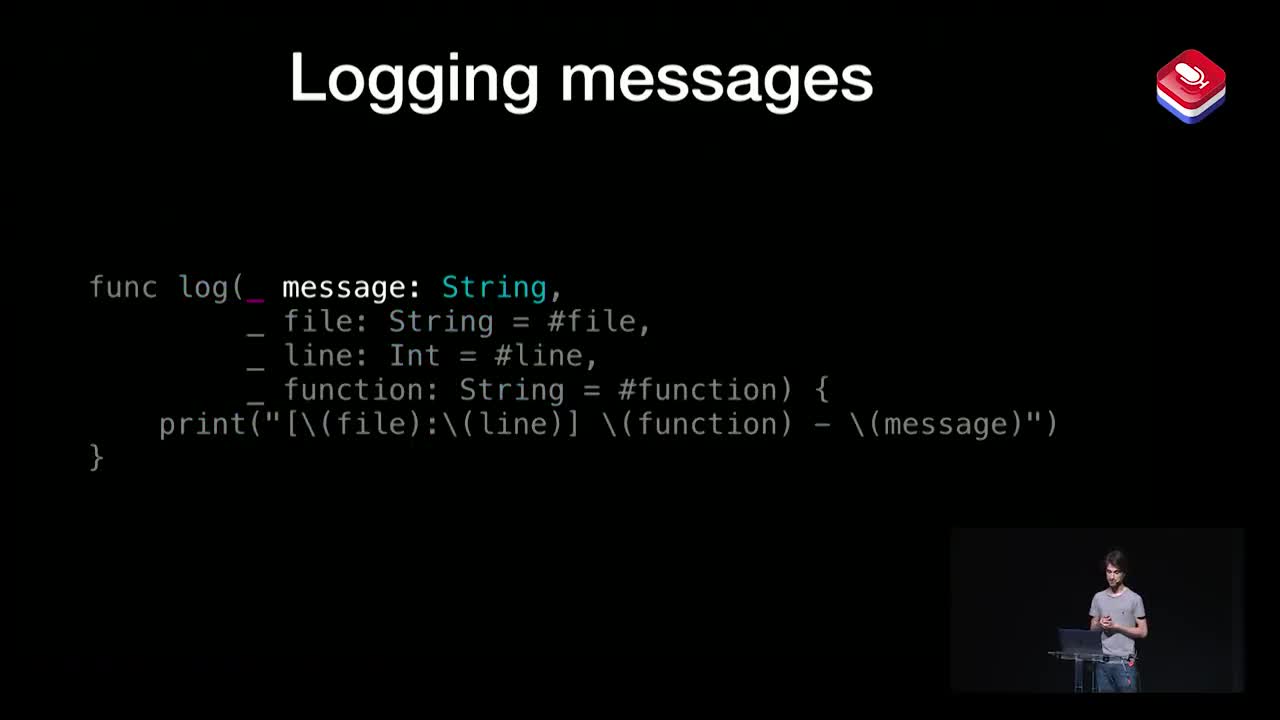 Logging messages
func log(_ message: String,
_ file: String = #file,
_ line: Int = #line,
_ function: String = #function) {
print("[\(file):\(line)] \(function) - \(message)")
}